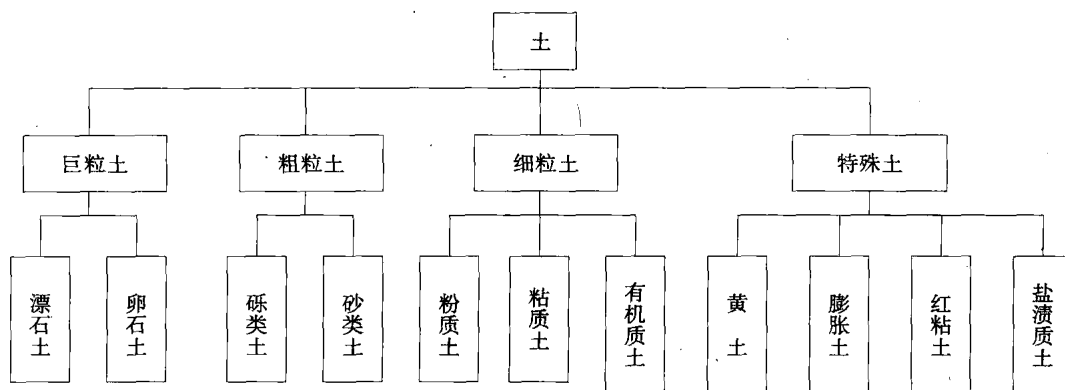 土
巨粒土
粗粒土
细粒土
特殊土
漂石土
卵石土
砾类土
砂类土
粉质土
粘质土
有机质土
黄土
膨胀土
红粘土
盐渍质土